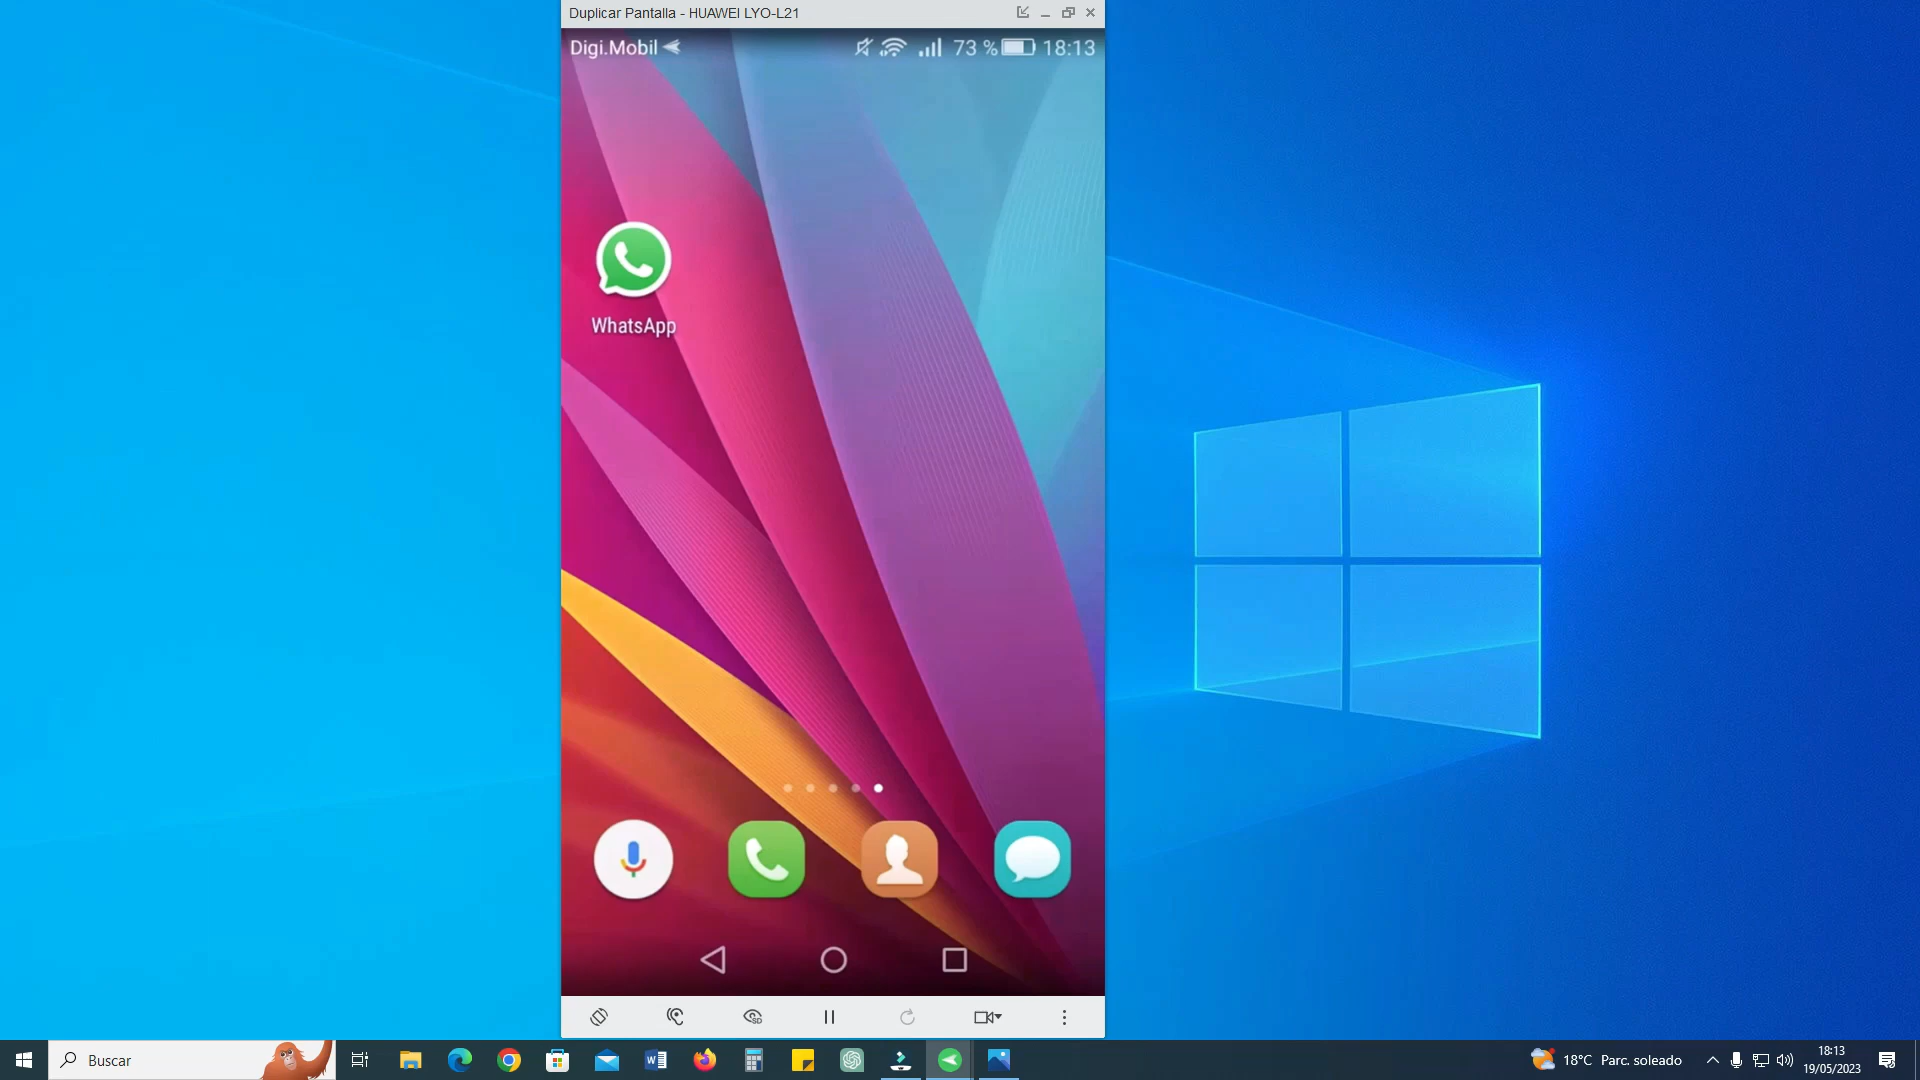 Duplicar Pantalla - HUAWEI LYO-L21
Digi.Mobil 73 % 18:13
WhatsApp
SD
Buscar
18°C Parc. soleado
18:13
19/05/2023